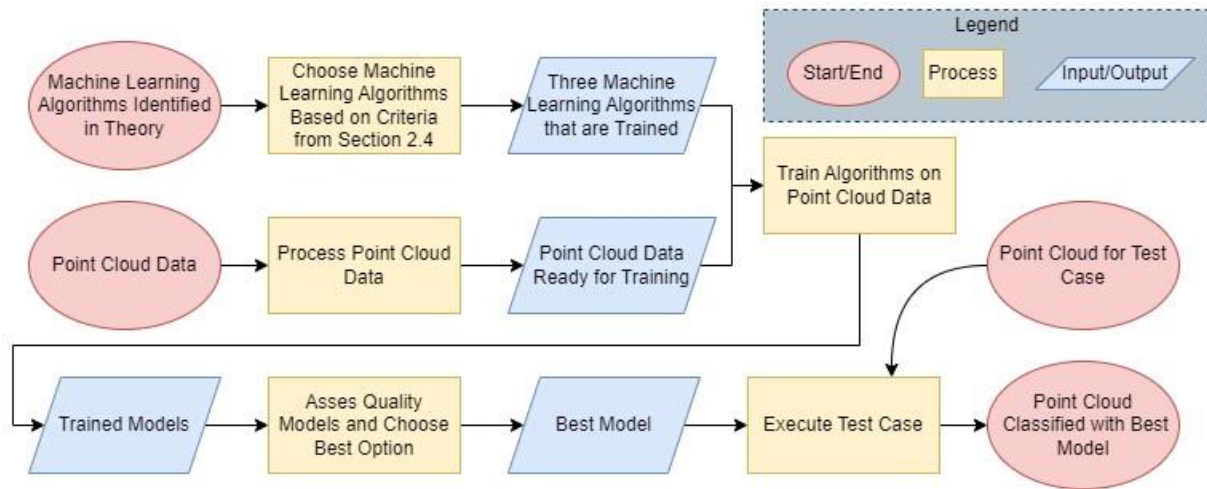 Legend
Start/End
Process
Input/Output
Machine Learning
Algorithms Identified
in Theory
Choose Machine
Learning Algorithms
Based on Criteria
from Section 2.4
Three Machine
Learning Algorithms
that are Trained
Train Algorithms on
Point Cloud Data
Point Cloud Data
Process Point Cloud
Data
Point Cloud Data
Ready for Training
Point Cloud for Test
Case
Trained Models
Asses Quality
Models and Choose
Best Option
Best Model
Execute Test Case
Point Cloud
Classified with Best
Model